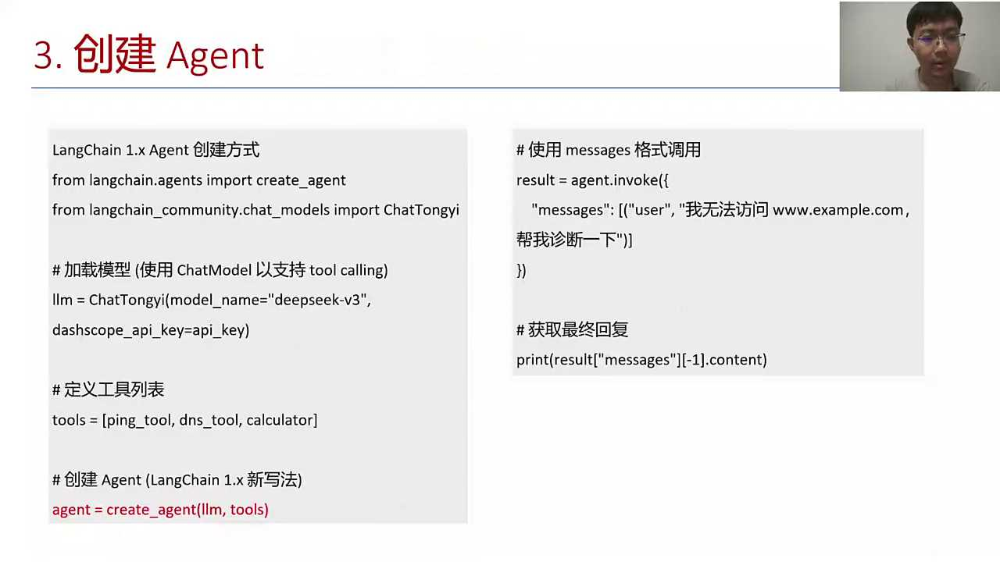 3. 创建 Agent
LangChain 1.x Agent 创建方式
from langchain.agents import create_agent
from langchain_community.chat_models import ChatTongyi
# 加载模型 (使用 ChatModel 以支持 tool calling)
llm = ChatTongyi(model_name="deepseek-v3",
dashscope_api_key=api_key)
# 定义工具列表
tools = [ping_tool, dns_tool, calculator]
# 创建 Agent (LangChain 1.x 新写法)
agent = create_agent(llm, tools)
# 使用 messages 格式调用
result = agent.invoke({
"messages": [("user", "我无法访问 www.example.com，
帮我诊断一下")]
})
# 获取最终回复
print(result["messages"][-1].content)